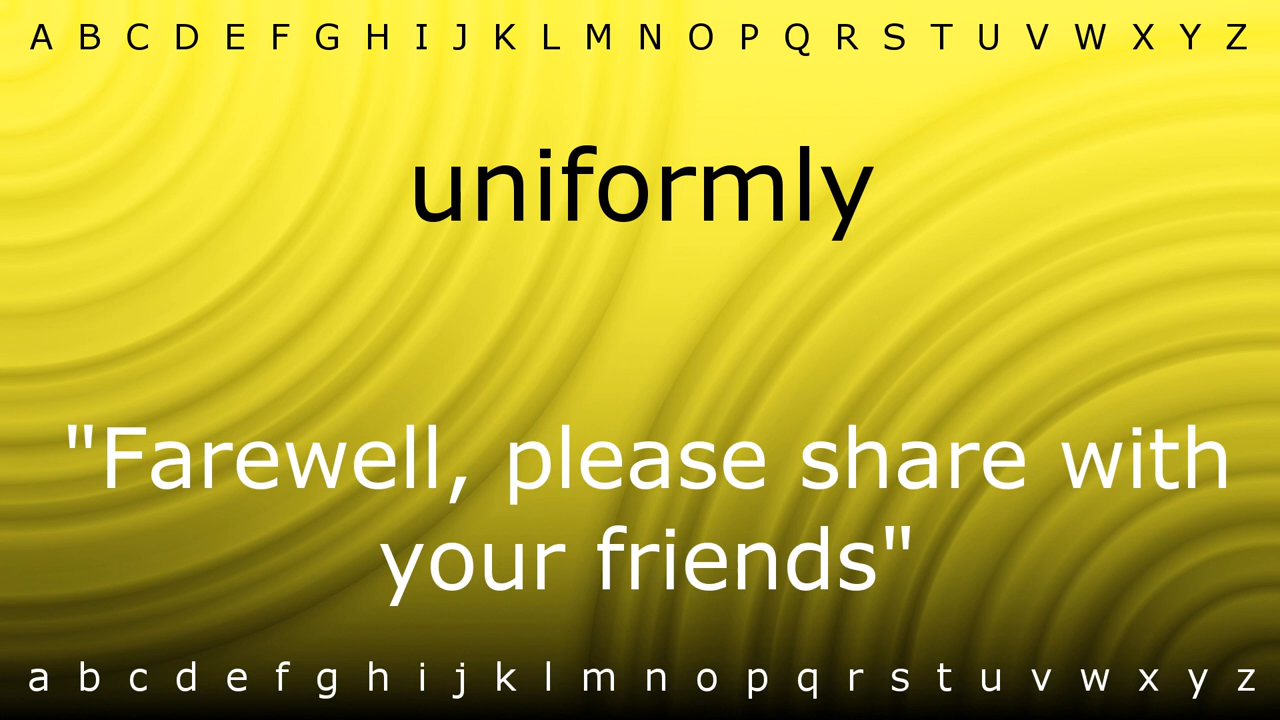 A B C D E F G H I J K L M N O P Q R S T U V W X Y Z
uniformly
"Farewell, please share with
your friends"
a b c d e f g h i j k l m n o p q r s t u v w x y z